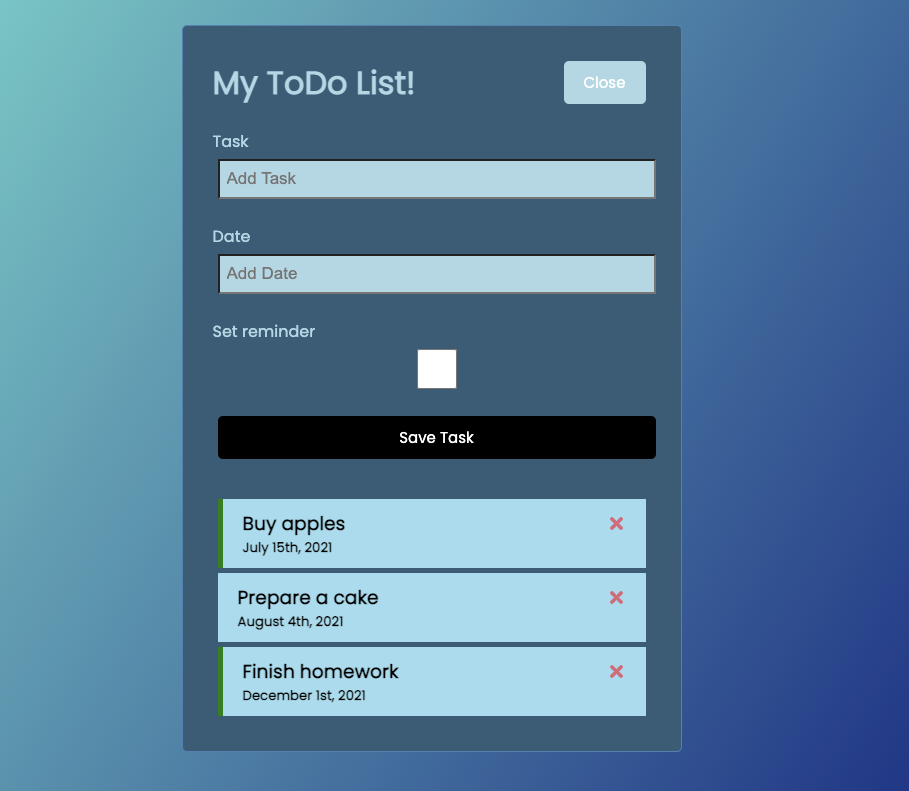 My ToDo List!
Close
Task
Add Task
Date
Add Date
Set reminder
Save Task
Buy apples
July 15th, 2021
Prepare a cake
August 4th, 2021
Finish homework
December 1st, 2021